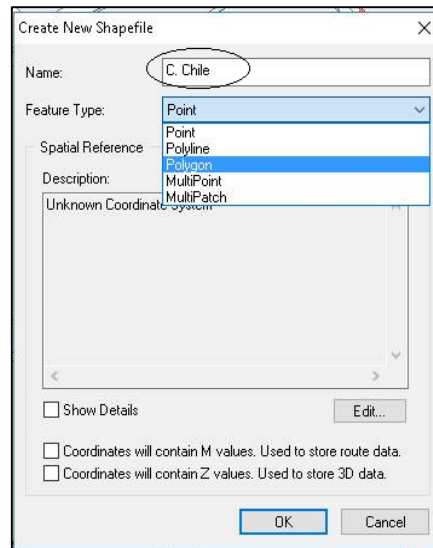 Create New Shapefile
Name: C. Chile
Feature Type: Point
Point
Polyline
Polygon
MultiPoint
MultiPatch
Spatial Reference
Description:
Unknown Coordinate System
Show Details
Edit...
Coordinates will contain M values. Used to store route data.
Coordinates will contain Z values. Used to store 3D data.
OK Cancel